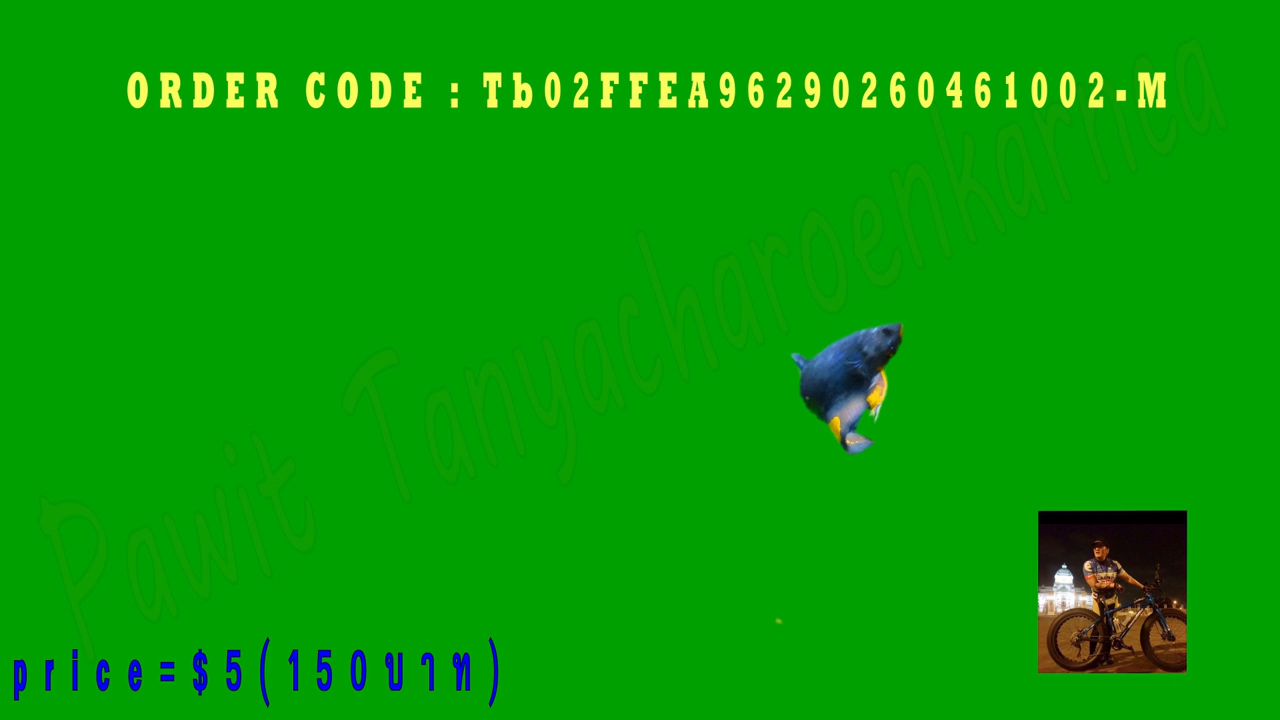 ORDER CODE : Tb02FFEA96290260461002-M
Pawit Tanyacharoenkarnca
price=$5(150บาท)